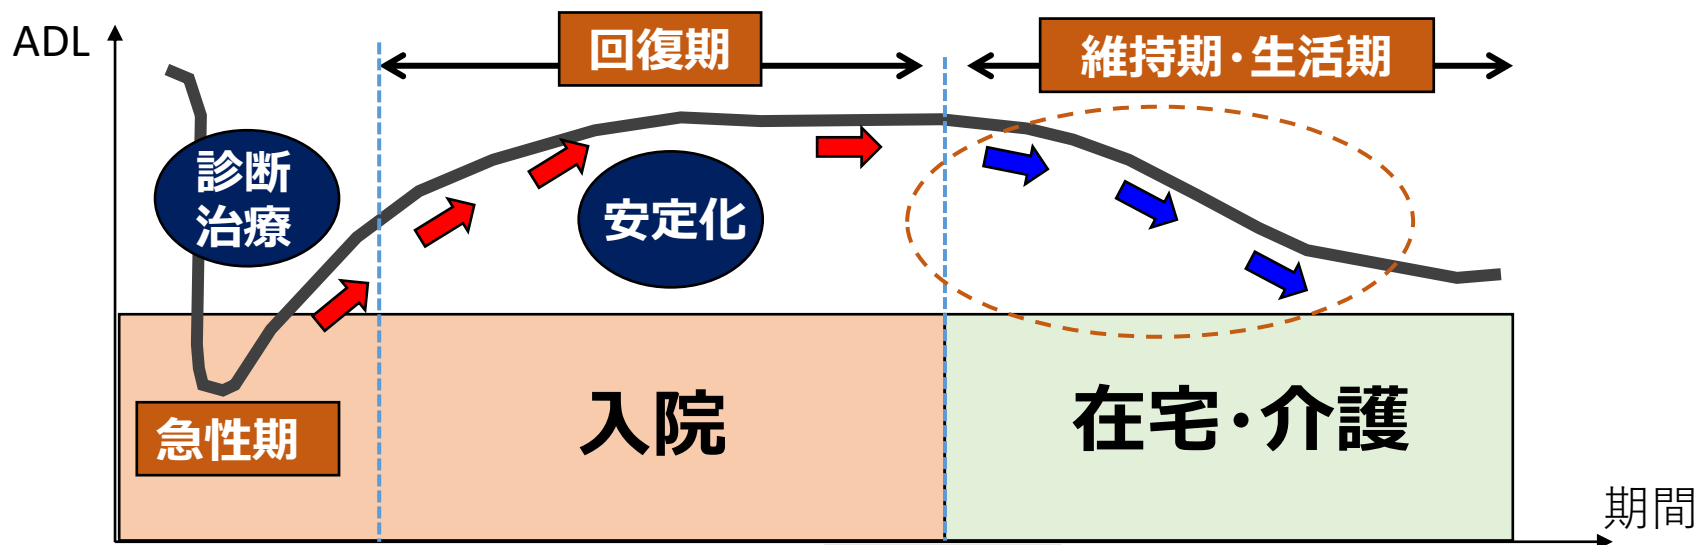 ADL
回復期
維持期・生活期
診断
治療
安定化
急性期
入院
在宅・介護
期間